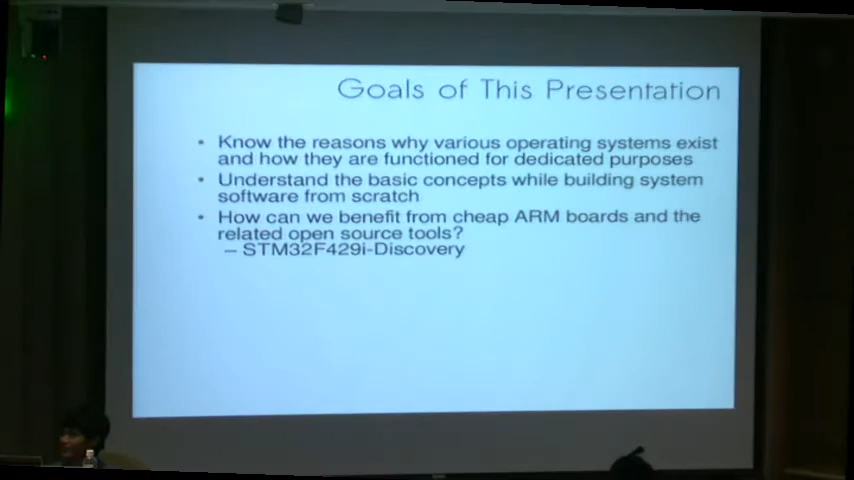 Goals of This Presentation
• Know the reasons why various operating systems exist
and how they are functioned for dedicated purposes
• Understand the basic concepts while building system
software from scratch
• How can we benefit from cheap ARM boards and the
related open source tools?
– STM32F429i-Discovery